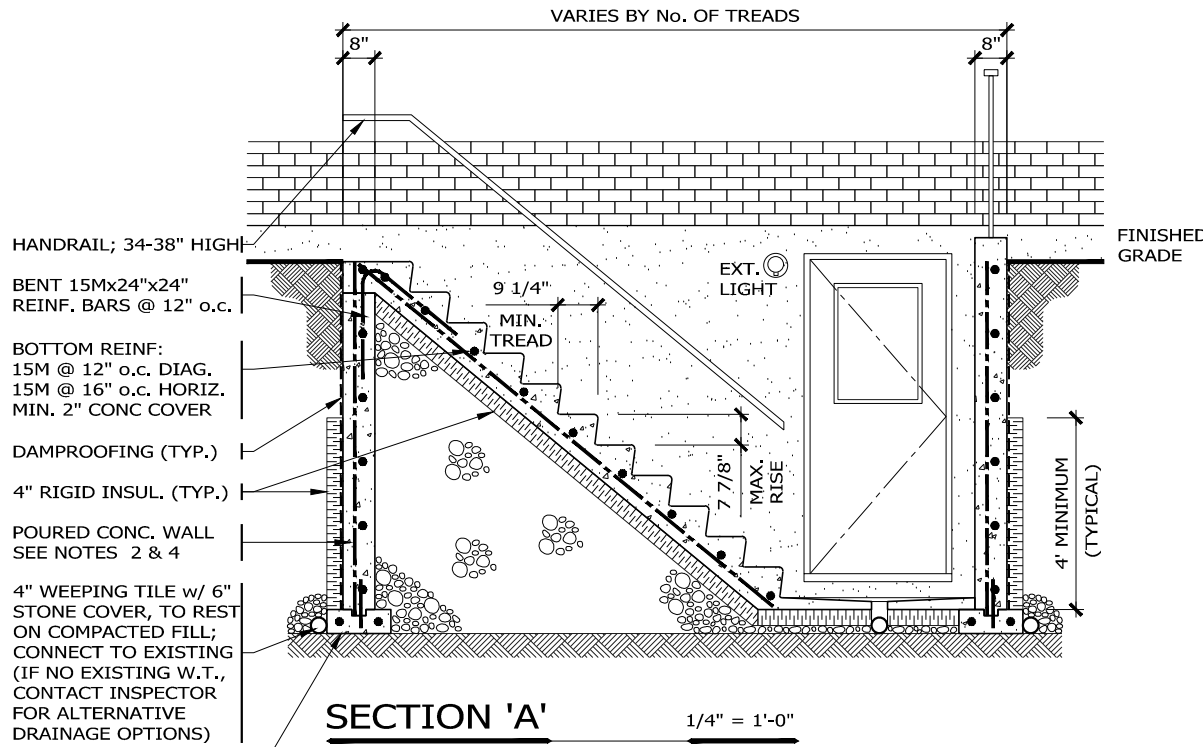 VARIES BY No. OF TREADS
8"
8"
HANDRAIL; 34-38" HIGH
FINISHED
GRADE
BENT 15Mx24"x24"
REINF. BARS @ 12" o.c.
EXT.
LIGHT
9 1/4"
MIN.
TREAD
BOTTOM REINF:
15M @ 12" o.c. DIAG.
15M @ 16" o.c. HORIZ.
MIN. 2" CONC COVER
DAMPROOFING (TYP.)
4" RIGID INSUL. (TYP.)
7 7/8"
MAX.
RISE
4' MINIMUM
(TYPICAL)
POURED CONC. WALL
SEE NOTES 2 & 4
4" WEEPING TILE w/ 6"
STONE COVER, TO REST
ON COMPACTED FILL;
CONNECT TO EXISTING
(IF NO EXISTING W.T.,
CONTACT INSPECTOR
FOR ALTERNATIVE
DRAINAGE OPTIONS)
SECTION 'A'
1/4" = 1'-0"